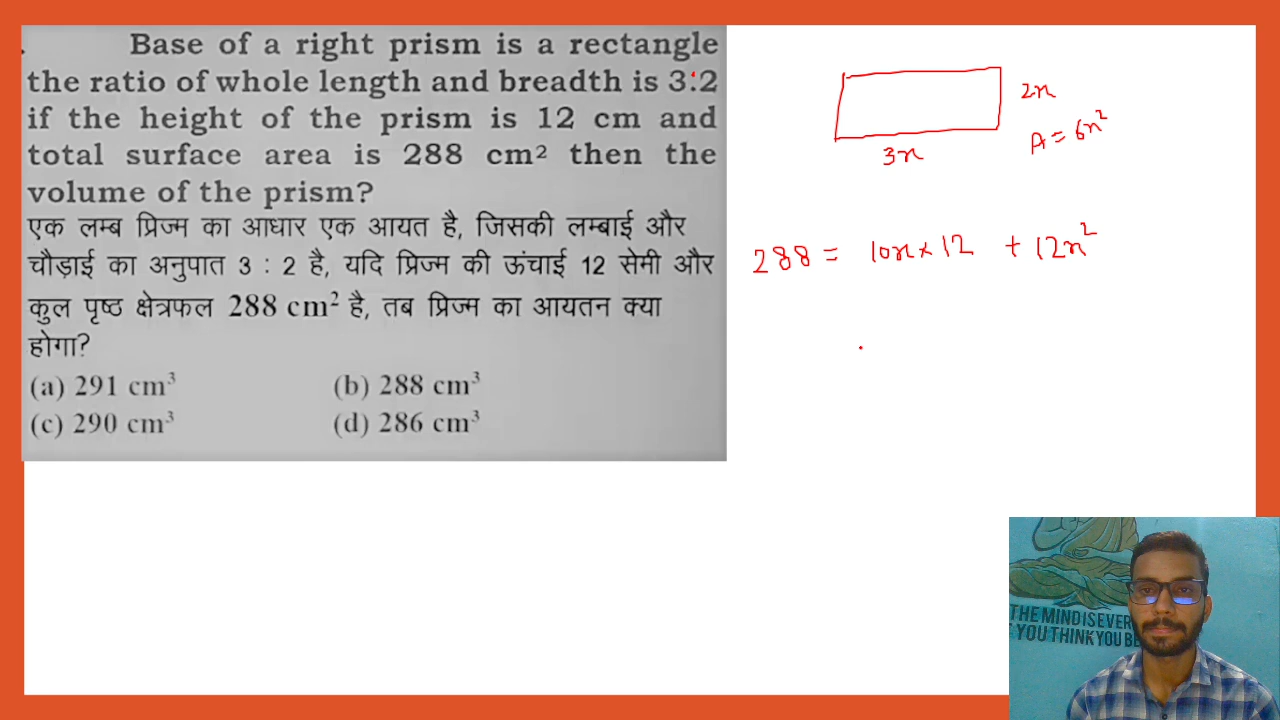 Base of a right prism is a rectangle
the ratio of whole length and breadth is 3:2
if the height of the prism is 12 cm and
total surface area is 288 cm² then the
volume of the prism?
एक लम्ब प्रिज्म का आधार एक आयत है, जिसकी लम्बाई और
चौड़ाई का अनुपात 3 : 2 है, यदि प्रिज्म की ऊंचाई 12 सेमी और
कुल पृष्ठ क्षेत्रफल 288 cm² है, तब प्रिज्म का आयतन क्या
होगा?
(a) 291 cm³ (b) 288 cm³
(c) 290 cm³ (d) 286 cm³
2x
A = 6x²
3x
288 = 10x × 12 + 12x²
THE MIND IS EVER
YOU THINK YOU BE